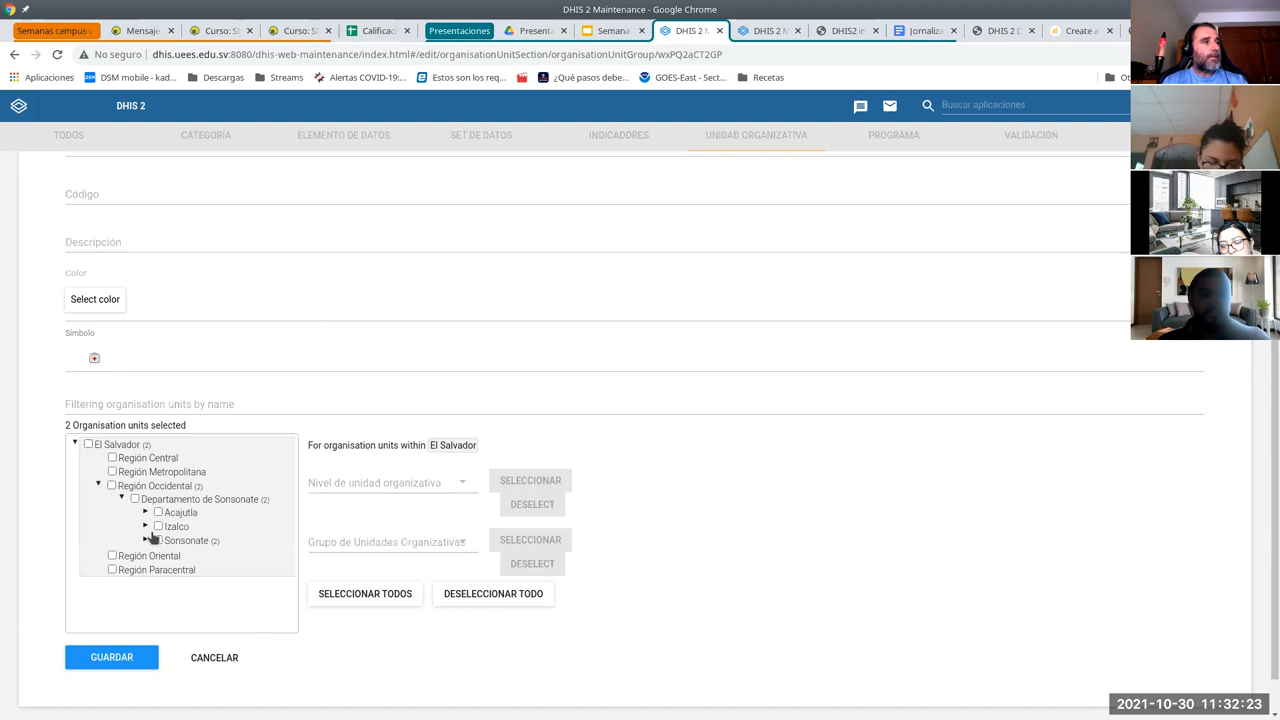 DHIS 2 Maintenance - Google Chrome
Semanas campus v
Mensaje
Curso: SI
Curso: SI
Calificac
Presentaciones
Presenta
Semana
DHIS 2 M
DHIS 2 M
DHIS2 in
Jornaliza
DHIS 2 D
Create a
No seguro
dhis.uees.edu.sv:8080/dhis-web-maintenance/index.html#/edit/organisationUnitSection/organisationUnitGroup/wxPQ2aCT2GP
Aplicaciones
DSM mobile - kad...
Descargas
Streams
Alertas COVID-19:...
Estos son los req...
¿Qué pasos debe...
GOES-East - Sect...
Recetas
DHIS 2
Buscar aplicaciones
TODOS
CATEGORÍA
ELEMENTO DE DATOS
SET DE DATOS
INDICADORES
UNIDAD ORGANIZATIVA
PROGRAMA
VALIDACIÓN
Código
Descripción
Color
Select color
Símbolo
Filtering organisation units by name
2 Organisation units selected
El Salvador (2)
Región Central
Región Metropolitana
Región Occidental (2)
Departamento de Sonsonate (2)
Acajutla
Izalco
Sonsonate (2)
Región Oriental
Región Paracentral
For organisation units within El Salvador
Nivel de unidad organizativa
SELECCIONAR
DESELECT
Grupo de Unidades Organizativas
SELECCIONAR
DESELECT
SELECCIONAR TODOS
DESELECCIONAR TODO
GUARDAR
CANCELAR
2021-10-30 11:32:23